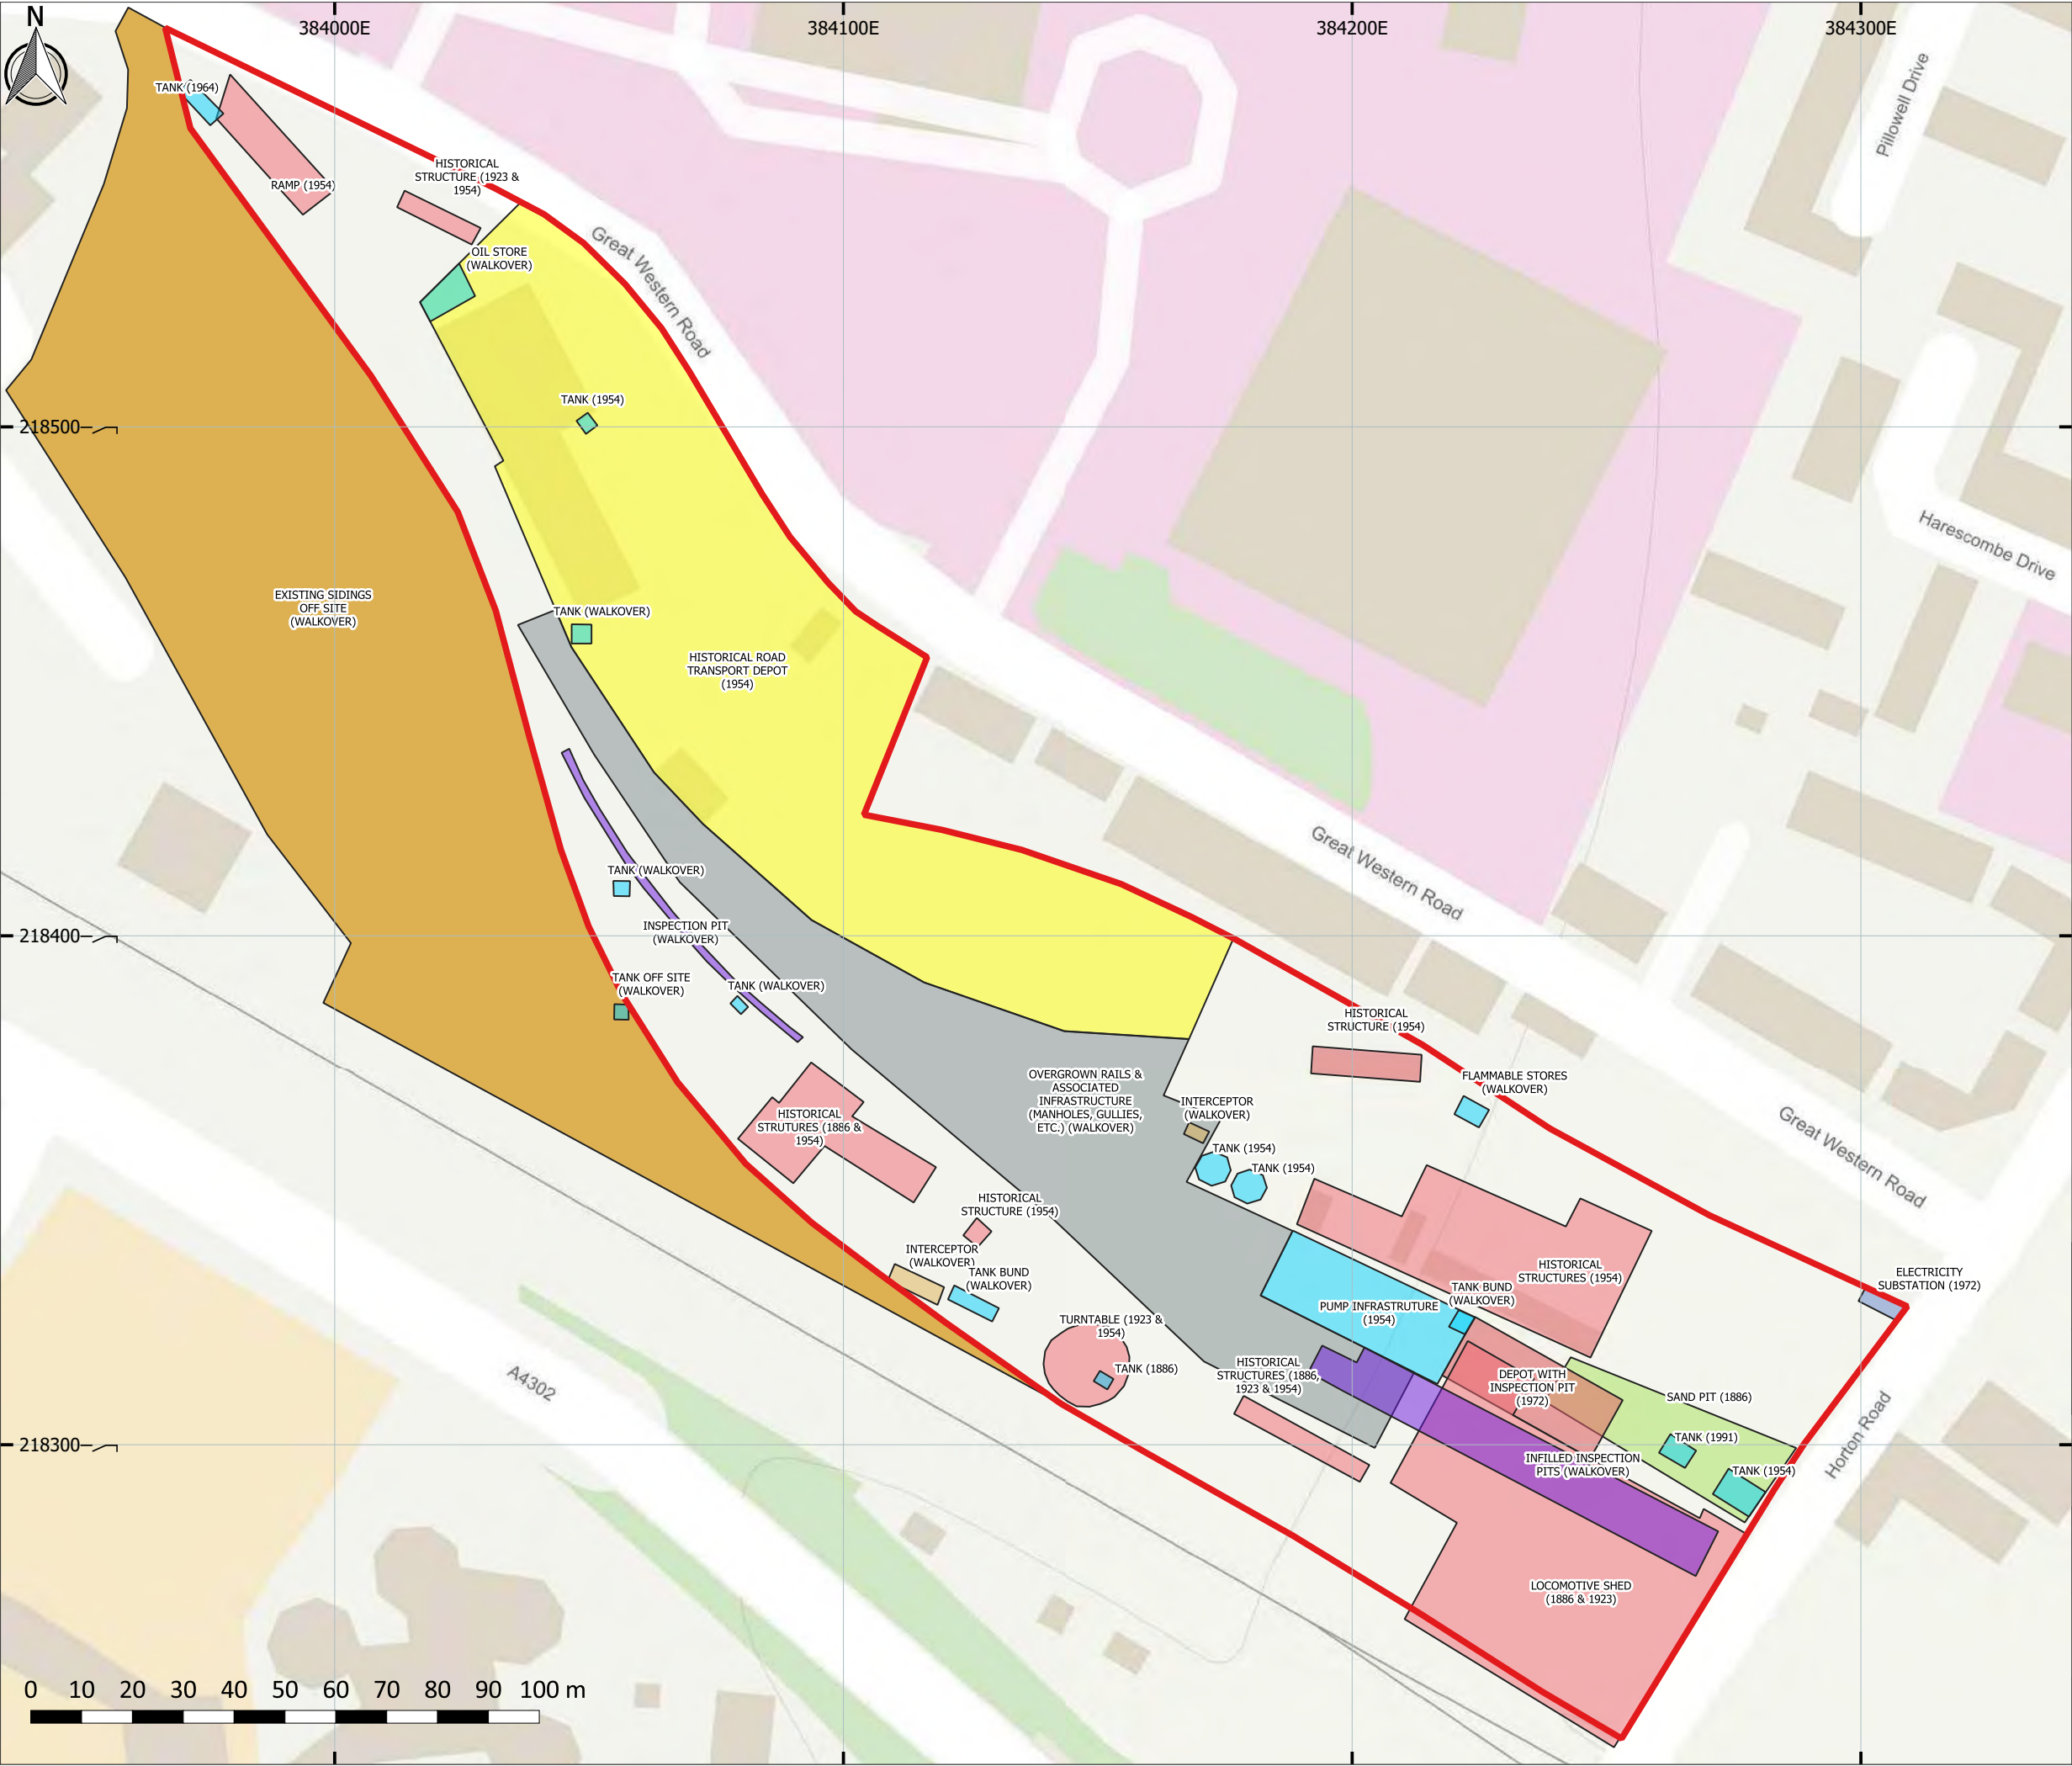 N
384000E
384100E
384200E
384300E
Pillowell Drive
TANK (1964)
RAMP (1954)
HISTORICAL
STRUCTURE (1923 &
1954)
OIL STORE
(WALKOVER)
Great Western Road
TANK (1954)
218500
Harescombe Drive
EXISTING SIDINGS
OFF SITE
(WALKOVER)
TANK (WALKOVER)
HISTORICAL ROAD
TRANSPORT DEPOT
(1954)
Great Western Road
TANK (WALKOVER)
INSPECTION PIT
(WALKOVER)
218400
TANK OFF SITE
(WALKOVER)
TANK (WALKOVER)
HISTORICAL
STRUCTURE (1954)
FLAMMABLE STORES
(WALKOVER)
OVERGROWN RAILS &
ASSOCIATED
INFRASTRUCTURE
(MANHOLES, GULLIES,
ETC.) (WALKOVER)
INTERCEPTOR
(WALKOVER)
HISTORICAL
STRUTURES (1886 &
1954)
TANK (1954)
TANK (1954)
Great Western Road
HISTORICAL
STRUCTURE (1954)
INTERCEPTOR
(WALKOVER)
TANK BUND
(WALKOVER)
HISTORICAL
STRUCTURES (1954)
ELECTRICITY
SUBSTATION (1972)
TANK BUND
(WALKOVER)
PUMP INFRASTRUTURE
(1954)
TURNTABLE (1923 &
1954)
TANK (1886)
HISTORICAL
STRUCTURES (1886,
1923 & 1954)
DEPOT WITH
INSPECTION PIT
(1972)
SAND PIT (1886)
A4302
Horton Road
218300
TANK (1991)
INFILLED INSPECTION
PITS (WALKOVER)
TANK (1954)
LOCOMOTIVE SHED
(1886 & 1923)
0 10 20 30 40 50 60 70 80 90 100 m